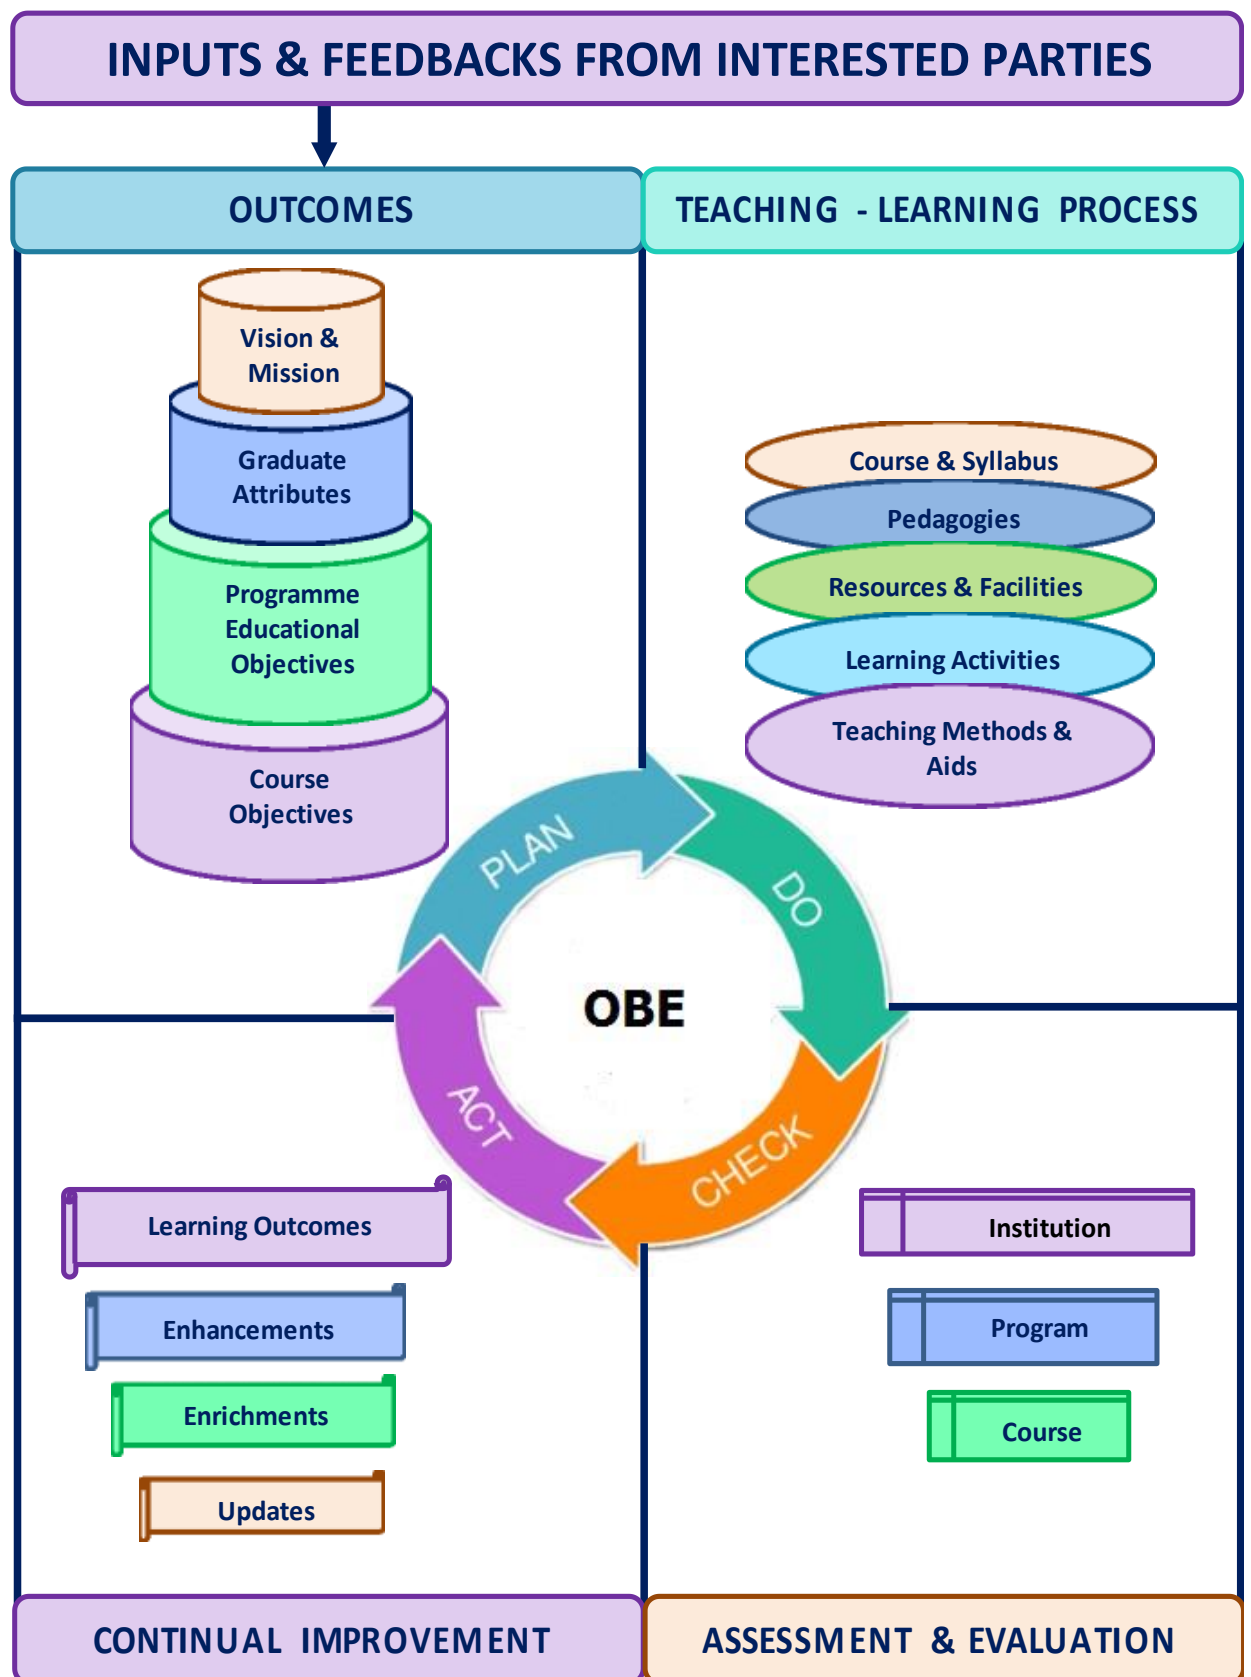 INPUTS & FEEDBACKS FROM INTERESTED PARTIES
OUTCOMES
TEACHING - LEARNING PROCESS
Vision &
Mission
Graduate
Attributes
Programme
Educational
Objectives
Course
Objectives
Course & Syllabus
Pedagogies
Resources & Facilities
Learning Activities
Teaching Methods &
Aids
PLAN
DO
OBE
ACT
CHECK
Learning Outcomes
Enhancements
Enrichments
Updates
Institution
Program
Course
CONTINUAL IMPROVEMENT
ASSESSMENT & EVALUATION